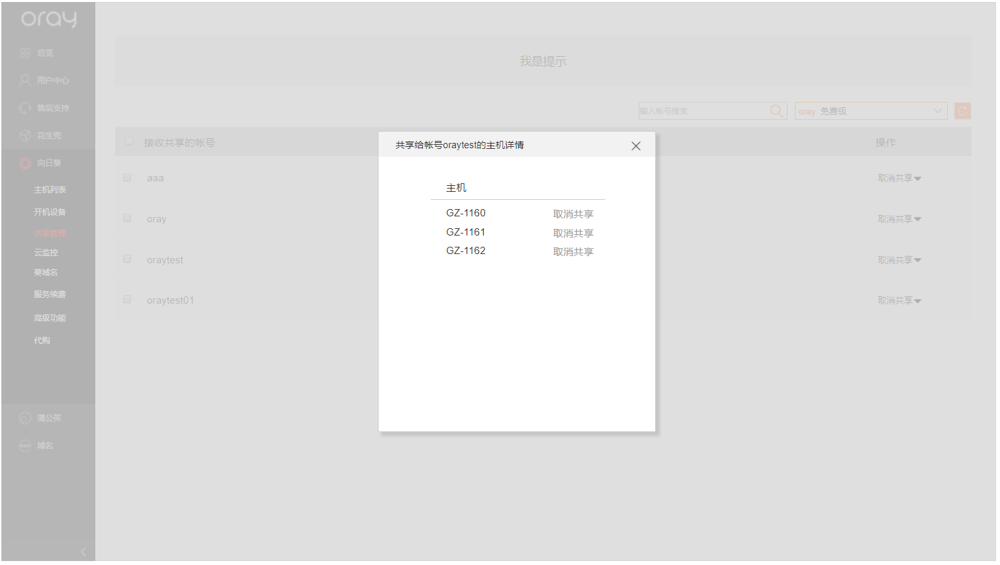 oray
总览
用户中心
售后支持
花生壳
向日葵
主机列表
开机设备
共享管理
云监控
葵域名
服务续费
高级功能
代购
蒲公英
域名
我是提示
输入帐号搜索
oray 免费级
接收共享的帐号 操作
aaa 取消共享
oray 取消共享
oraytest 取消共享
oraytest01 取消共享
共享给帐号oraytest的主机详情
主机
GZ-1160 取消共享
GZ-1161 取消共享
GZ-1162 取消共享